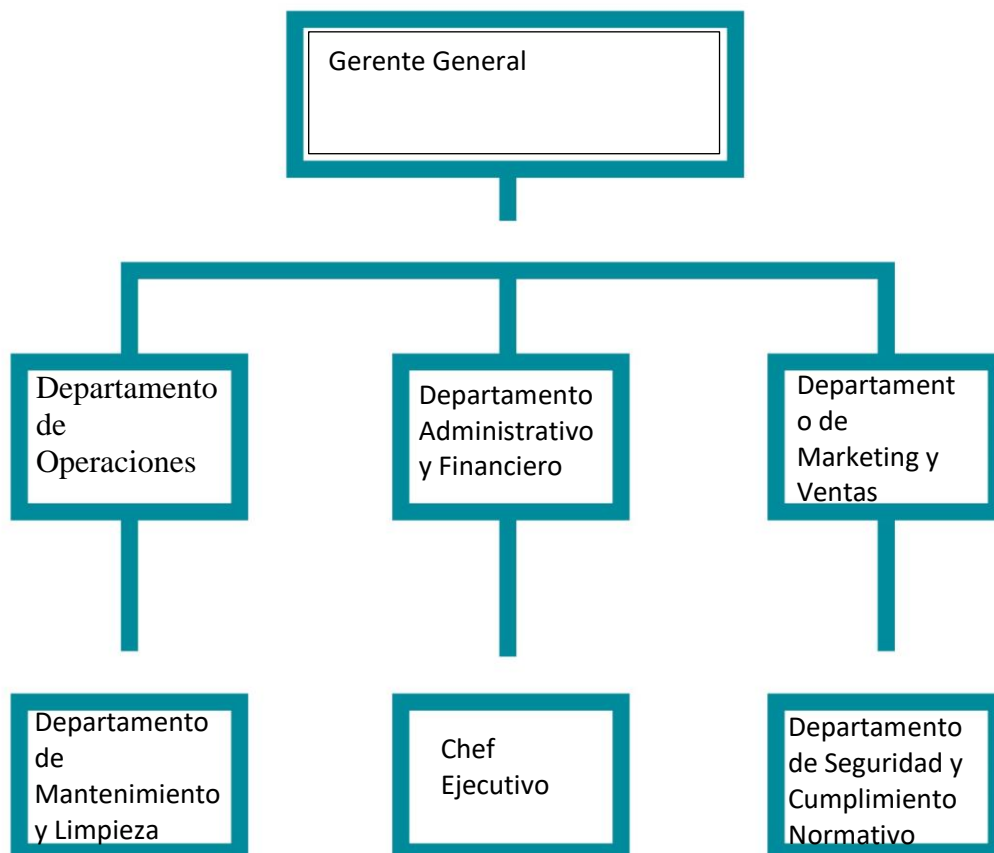 Gerente General
Departamento
de
Operaciones
Departamento
Administrativo
y Financiero
Departament
o de
Marketing y
Ventas
Departamento
de
Mantenimiento
y Limpieza
Chef
Ejecutivo
Departamento
de Seguridad y
Cumplimiento
Normativo